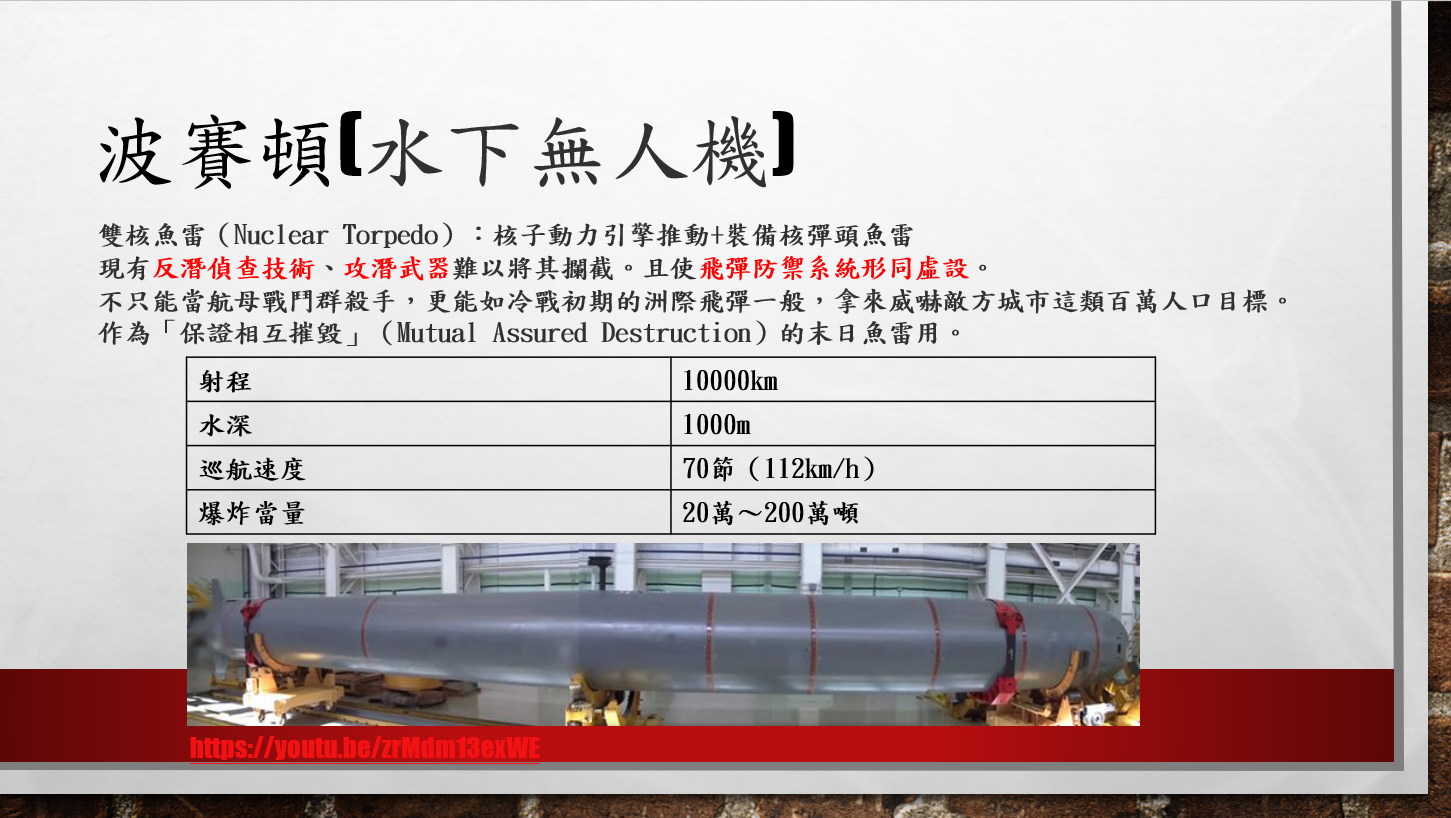 波賽頓(水下無人機)
雙核魚雷（Nuclear Torpedo）：核子動力引擎推動+裝備核彈頭魚雷
現有反潛偵查技術、攻潛武器難以將其攔截。且使飛彈防禦系統形同虛設。
不只能當航母戰鬥群殺手，更能如冷戰初期的洲際飛彈一般，拿來威嚇敵方城市這類百萬人口目標。
作為「保證相互摧毀」（Mutual Assured Destruction）的末日魚雷用。
射程 10000km
水深 1000m
巡航速度 70節（112km/h）
爆炸當量 20萬～200萬噸
https://youtu.be/zrMdm13exWE